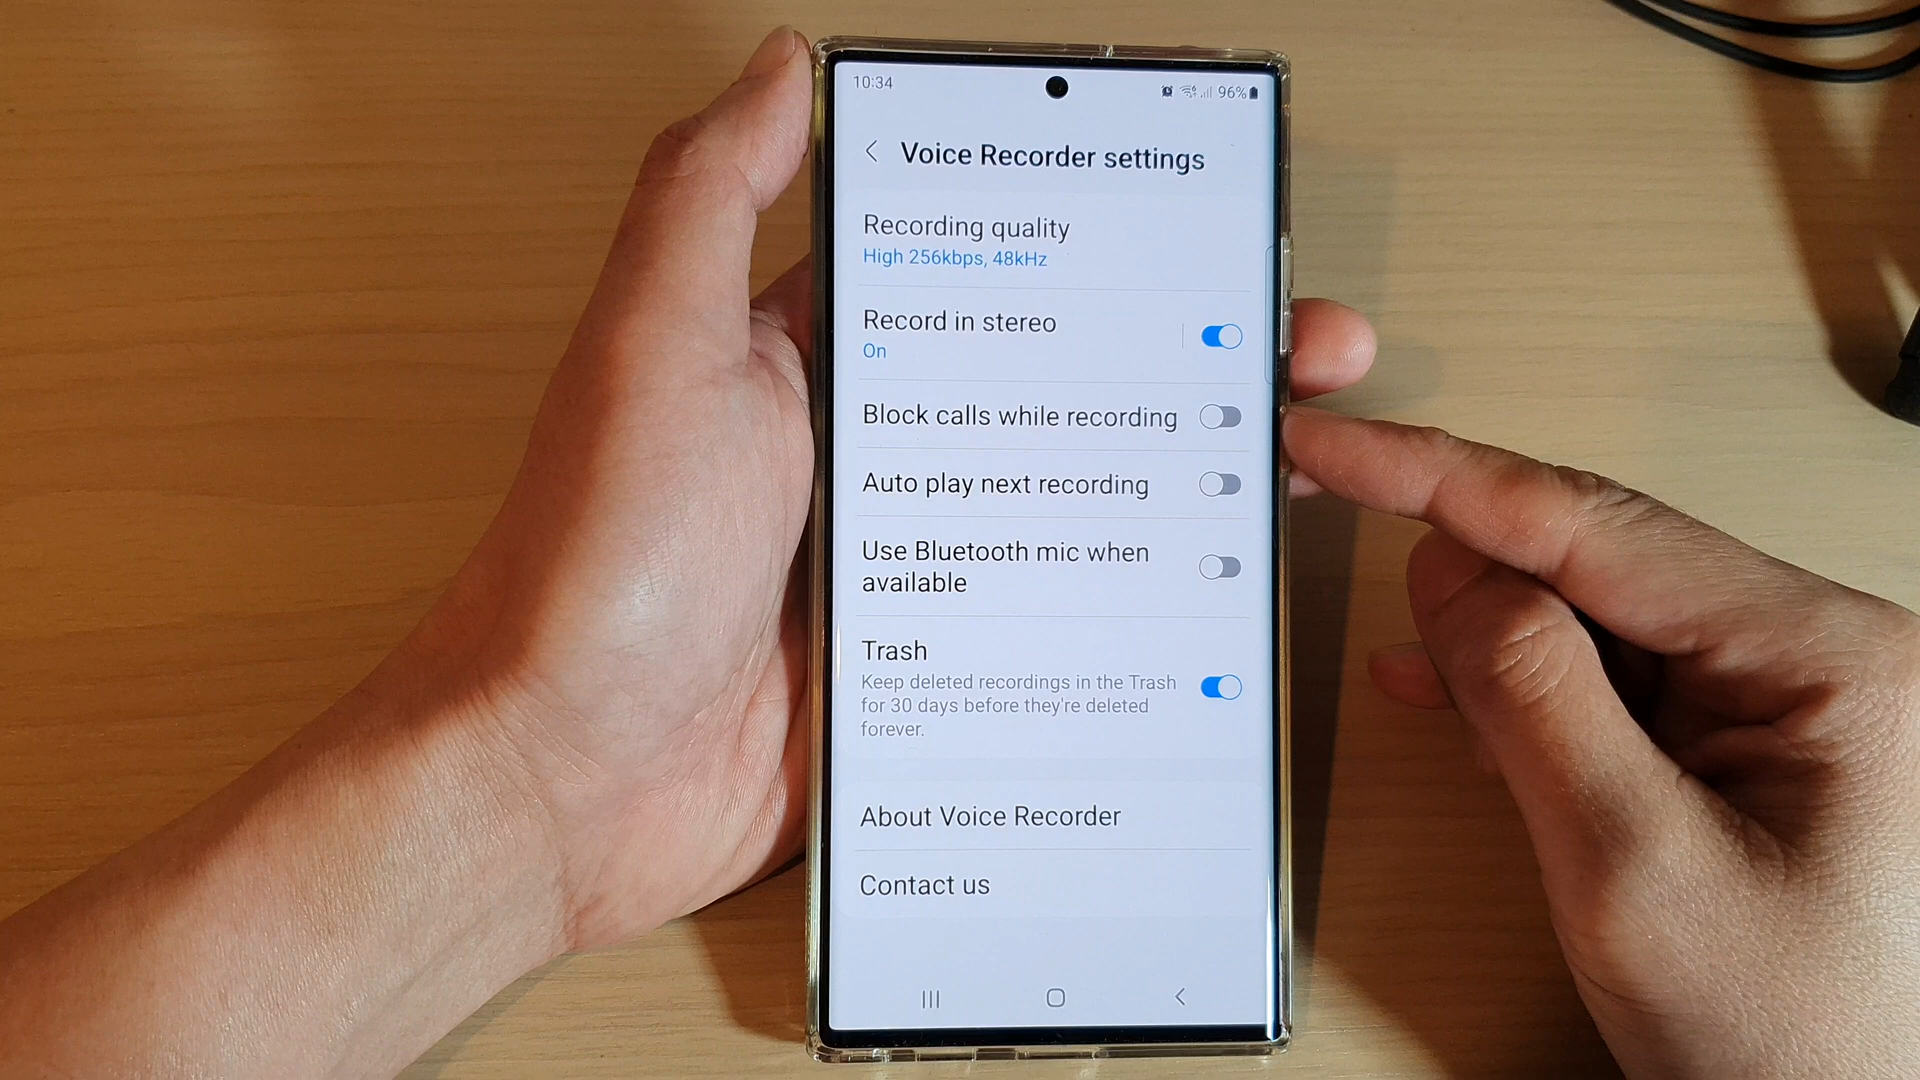 10:34
96%
Voice Recorder settings
Recording quality
High 256kbps, 48kHz
Record in stereo
On
Block calls while recording
Auto play next recording
Use Bluetooth mic when
available
Trash
Keep deleted recordings in the Trash
for 30 days before they're deleted
forever.
About Voice Recorder
Contact us